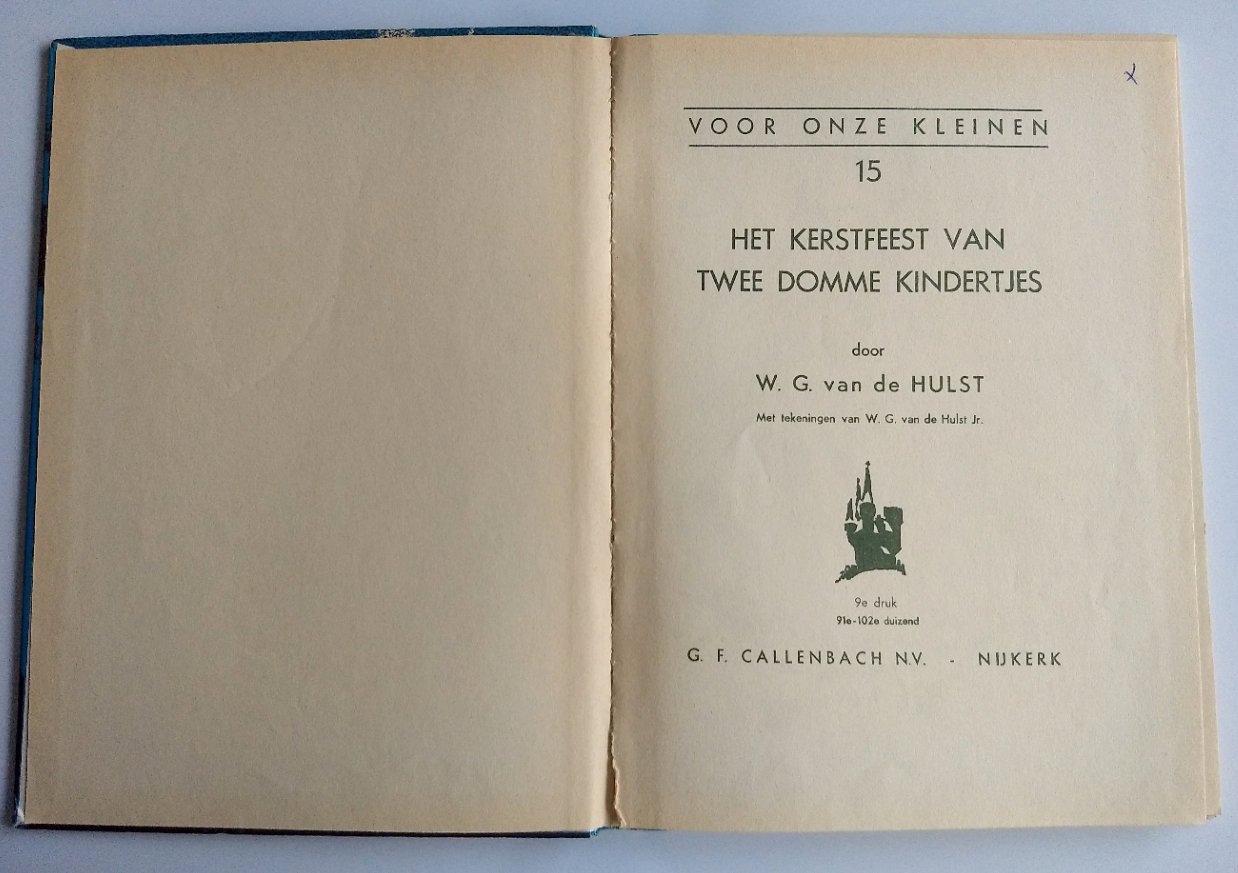 VOOR ONZE KLEINEN
15
HET KERSTFEEST VAN
TWEE DOMME KINDERTJES
door
W. G. van de HULST
Met tekeningen van W. G. van de Hulst Jr.
9e druk
91e-102e duizend
G. F. CALLENBACH N.V. - NIJKERK